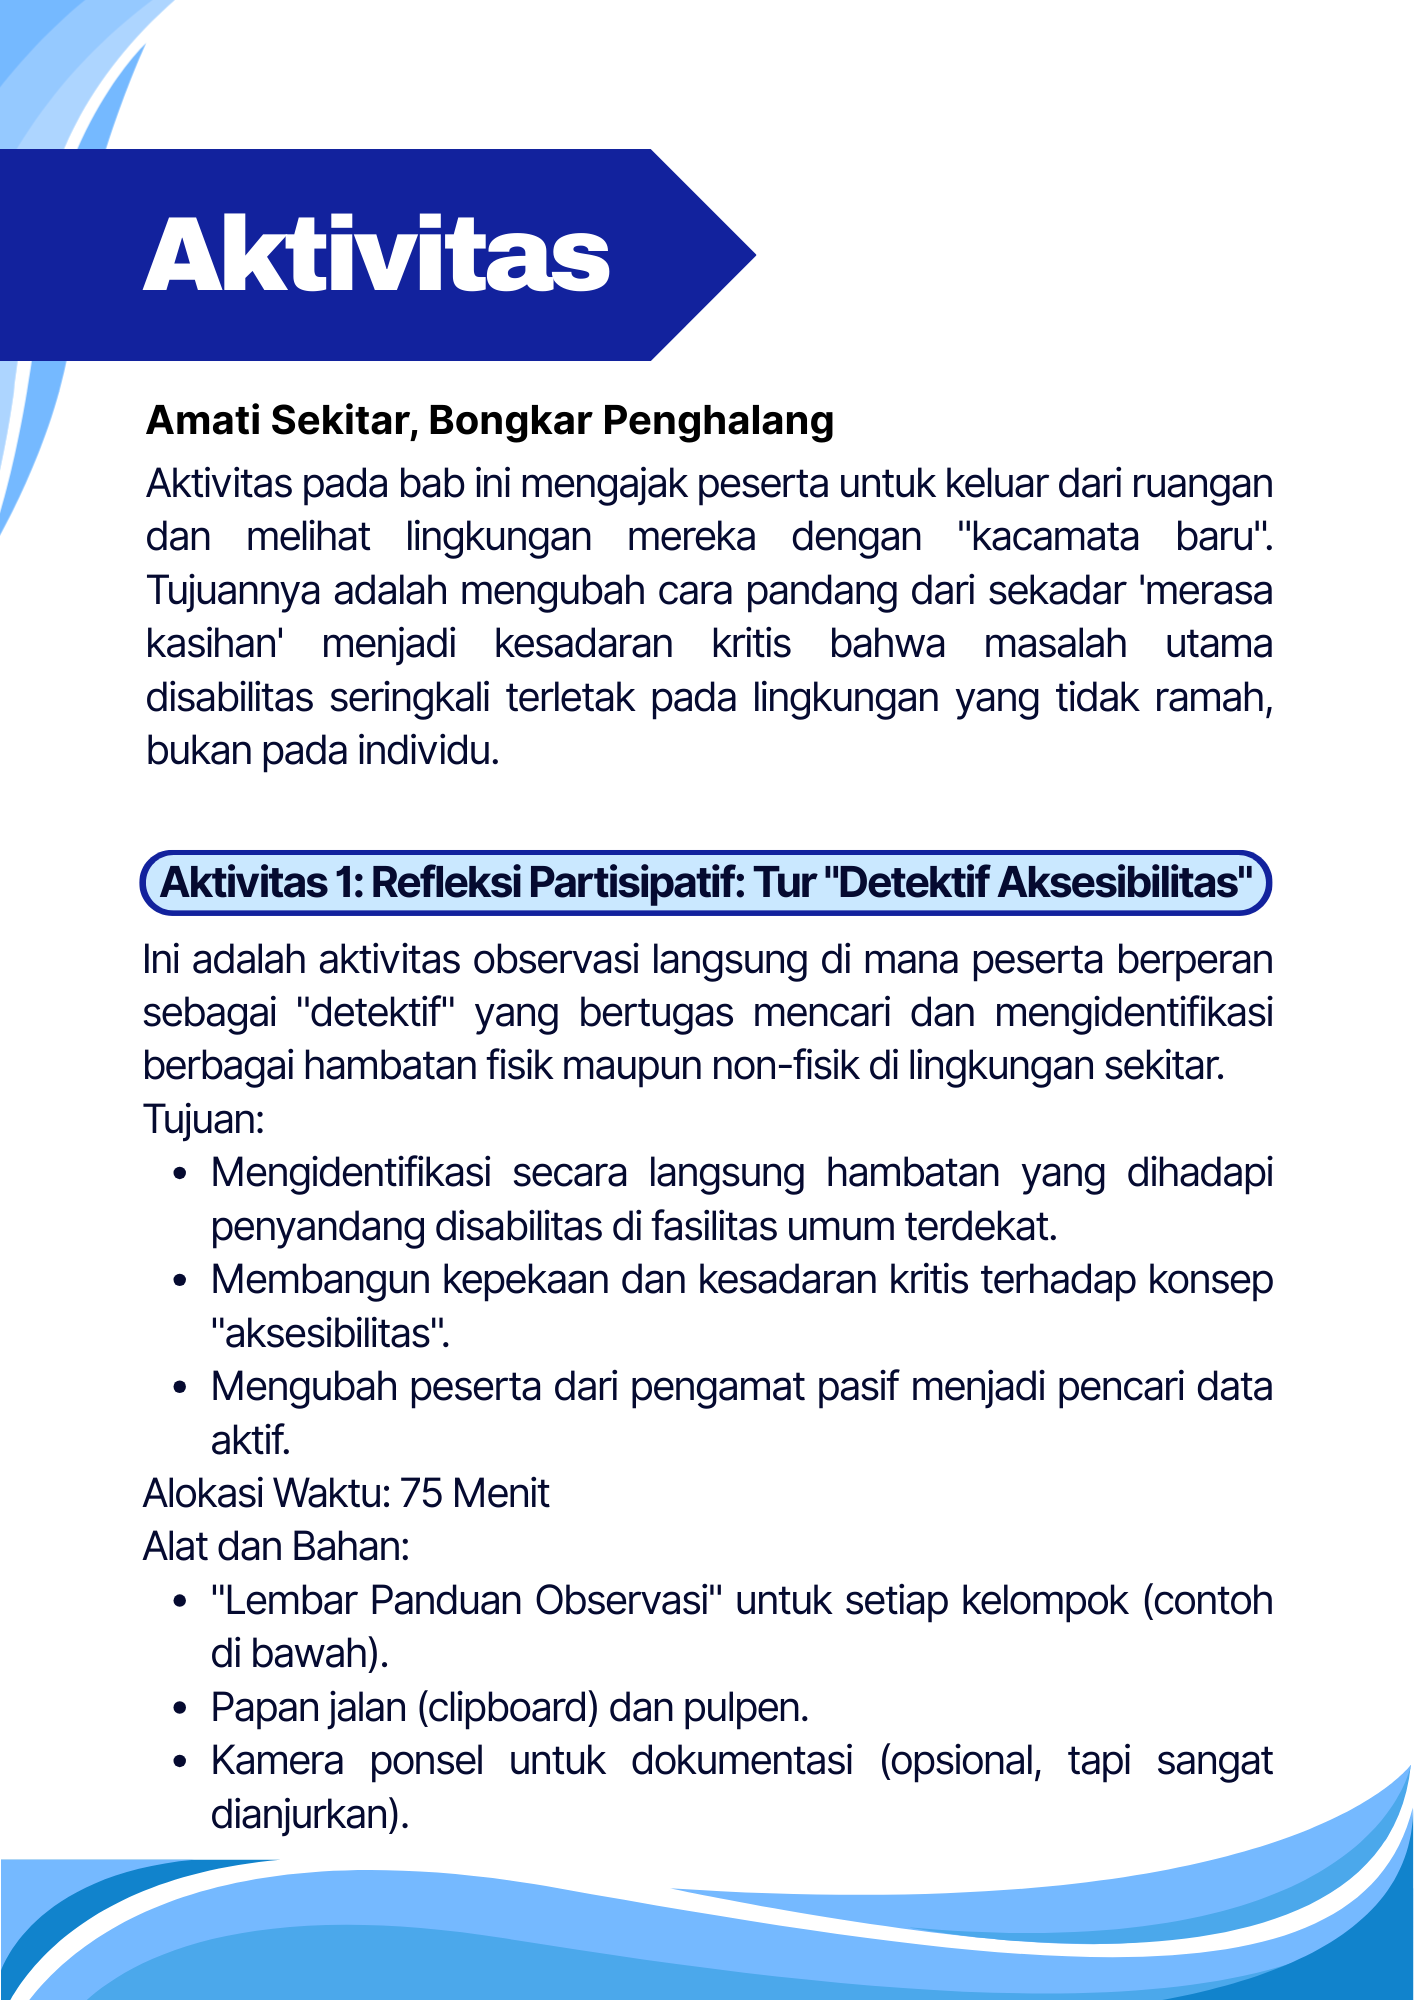 Aktivitas
Amati Sekitar, Bongkar Penghalang
Aktivitas pada bab ini mengajak peserta untuk keluar dari ruangan
dan melihat lingkungan mereka dengan "kacamata baru".
Tujuannya adalah mengubah cara pandang dari sekadar 'merasa
kasihan' menjadi kesadaran kritis bahwa masalah utama
disabilitas seringkali terletak pada lingkungan yang tidak ramah,
bukan pada individu.
Aktivitas 1: Refleksi Partisipatif: Tur "Detektif Aksesibilitas"
Ini adalah aktivitas observasi langsung di mana peserta berperan
sebagai "detektif" yang bertugas mencari dan mengidentifikasi
berbagai hambatan fisik maupun non-fisik di lingkungan sekitar.
Tujuan:
• Mengidentifikasi secara langsung hambatan yang dihadapi
penyandang disabilitas di fasilitas umum terdekat.
• Membangun kepekaan dan kesadaran kritis terhadap konsep
"aksesibilitas".
• Mengubah peserta dari pengamat pasif menjadi pencari data
aktif.
Alokasi Waktu: 75 Menit
Alat dan Bahan:
• "Lembar Panduan Observasi" untuk setiap kelompok (contoh
di bawah).
• Papan jalan (clipboard) dan pulpen.
• Kamera ponsel untuk dokumentasi (opsional, tapi sangat
dianjurkan).